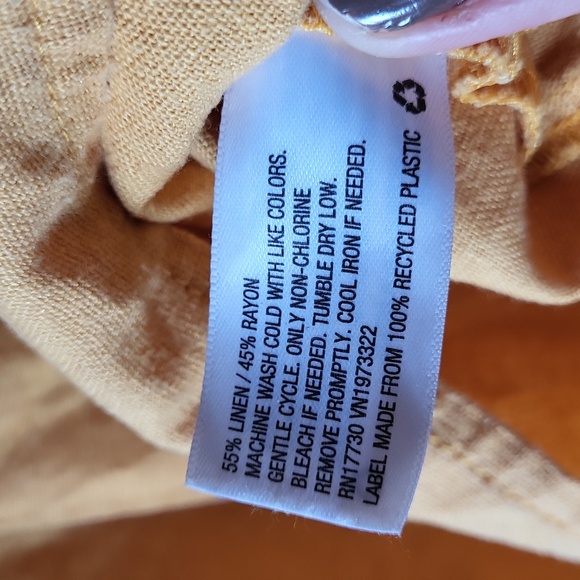 55% LINEN / 45% RAYON
MACHINE WASH COLD WITH LIKE COLORS.
GENTLE CYCLE. ONLY NON-CHLORINE
BLEACH IF NEEDED. TUMBLE DRY LOW.
REMOVE PROMPTLY. COOL IRON IF NEEDED.
RN17730 VN1973322
LABEL MADE FROM 100% RECYCLED PLASTIC